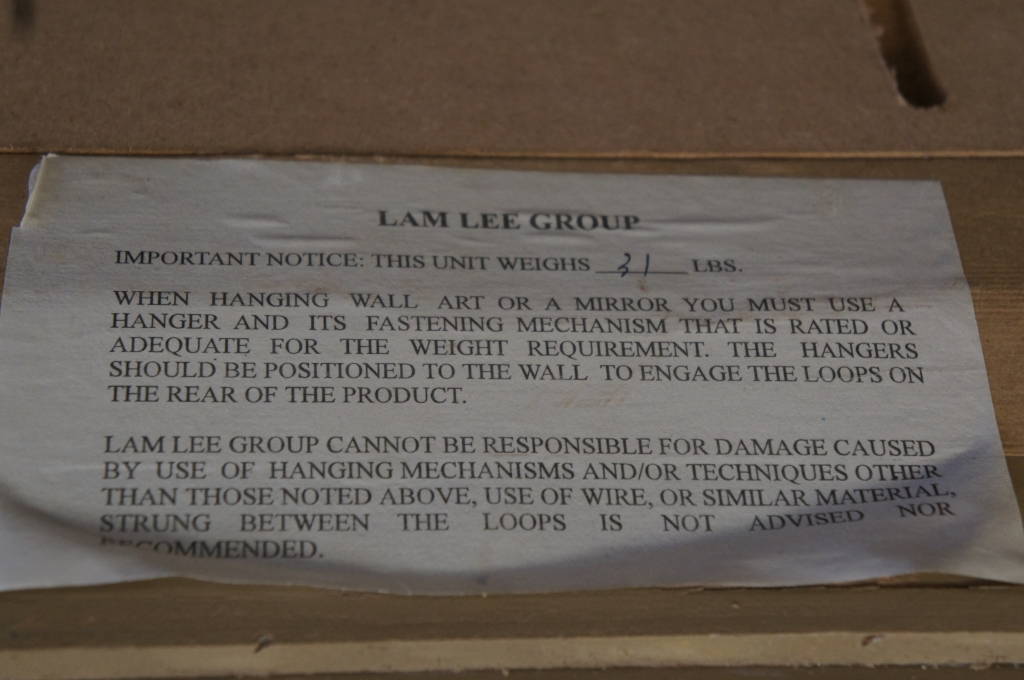 LAM LEE GROUP
IMPORTANT NOTICE: THIS UNIT WEIGHS 31 LBS.
WHEN HANGING WALL ART OR A MIRROR YOU MUST USE A
HANGER AND ITS FASTENING MECHANISM THAT IS RATED OR
ADEQUATE FOR THE WEIGHT REQUIREMENT. THE HANGERS
SHOULD BE POSITIONED TO THE WALL TO ENGAGE THE LOOPS ON
THE REAR OF THE PRODUCT.
LAM LEE GROUP CANNOT BE RESPONSIBLE FOR DAMAGE CAUSED
BY USE OF HANGING MECHANISMS AND/OR TECHNIQUES OTHER
THAN THOSE NOTED ABOVE, USE OF WIRE, OR SIMILAR MATERIAL,
STRUNG BETWEEN THE LOOPS IS NOT ADVISED NOR
RECOMMENDED.